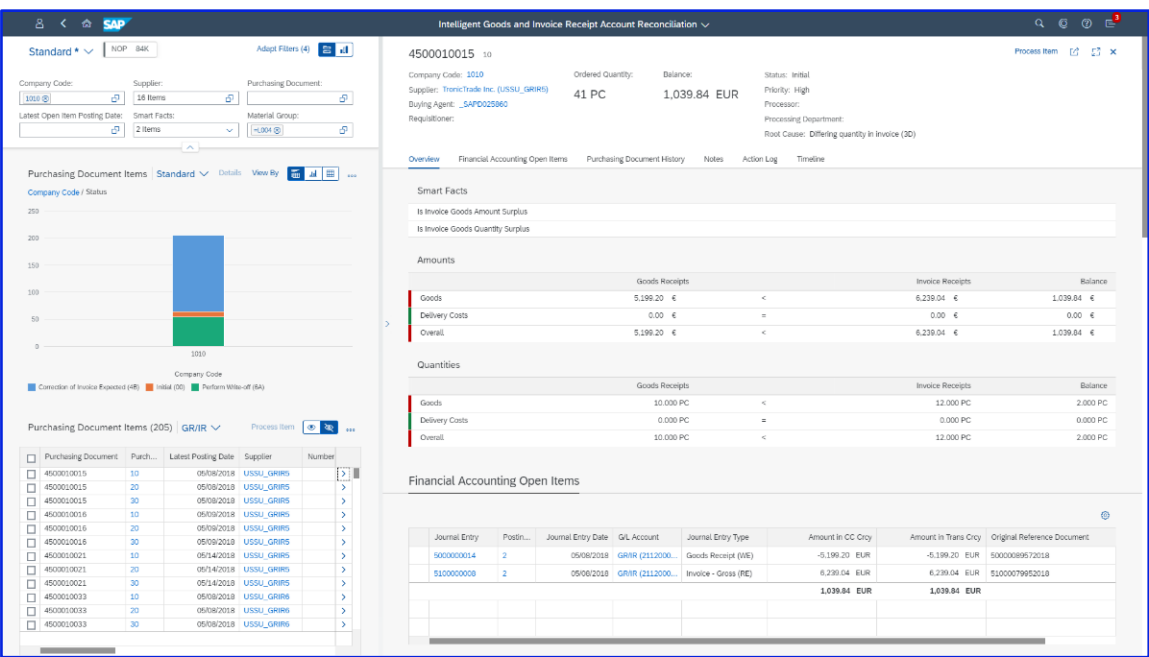 SAP
Intelligent Goods and Invoice Receipt Account Reconciliation
3
Standard *
NOP 84K
Adapt Filters (4)
Company Code: Supplier: Purchasing Document:
1010 16 Items
Latest Open Item Posting Date: Smart Facts: Material Group:
2 Items =L004
Purchasing Document Items Standard Details View By
Company Code / Status
250
200
150
100
50
0
1010
Company Code
Correction of Invoice Expected (4B) Initial (00) Perform Write-off (6A)
Purchasing Document Items (205) GR/IR Process Item
Purchasing Document Purch... Latest Posting Date Supplier Number
4500010015 10 05/08/2018 USSU_GRIR5
4500010015 20 05/08/2018 USSU_GRIR5
4500010015 30 05/08/2018 USSU_GRIR5
4500010016 10 05/09/2018 USSU_GRIR5
4500010016 20 05/09/2018 USSU_GRIR5
4500010016 30 05/09/2018 USSU_GRIR5
4500010021 10 05/14/2018 USSU_GRIR5
4500010021 20 05/14/2018 USSU_GRIR5
4500010021 30 05/14/2018 USSU_GRIR5
4500010033 10 05/08/2018 USSU_GRIR6
4500010033 20 05/08/2018 USSU_GRIR6
4500010033 30 05/08/2018 USSU_GRIR6
4500010015 10
Process Item
Company Code: 1010
Supplier: TronicTrade Inc. (USSU_GRIR5)
Buying Agent: _SAPD025860
Requisitioner:
Ordered Quantity:
41 PC
Balance:
1,039.84 EUR
Status: Initial
Priority: High
Processor:
Processing Department:
Root Cause: Differing quantity in invoice (3D)
Overview Financial Accounting Open Items Purchasing Document History Notes Action Log Timeline
Smart Facts
Is Invoice Goods Amount Surplus
Is Invoice Goods Quantity Surplus
Amounts
Goods Receipts Invoice Receipts Balance
Goods 5,199.20 € < 6,239.04 € 1,039.84 €
Delivery Costs 0.00 € = 0.00 € 0.00 €
Overall 5,199.20 € < 6,239.04 € 1,039.84 €
Quantities
Goods Receipts Invoice Receipts Balance
Goods 10.000 PC < 12.000 PC 2.000 PC
Delivery Costs 0.000 PC = 0.000 PC 0.000 PC
Overall 10.000 PC < 12.000 PC 2.000 PC
Financial Accounting Open Items
Journal Entry Postin... Journal Entry Date G/L Account Journal Entry Type Amount in CC Crcy Amount in Trans Crcy Original Reference Document
5000000014 2 05/08/2018 GR/IR (2112000... Goods Receipt (WE) -5,199.20 EUR -5,199.20 EUR 50000089572018
5100000008 2 05/08/2018 GR/IR (2112000... Invoice - Gross (RE) 6,239.04 EUR 6,239.04 EUR 51000079952018
1,039.84 EUR 1,039.84 EUR